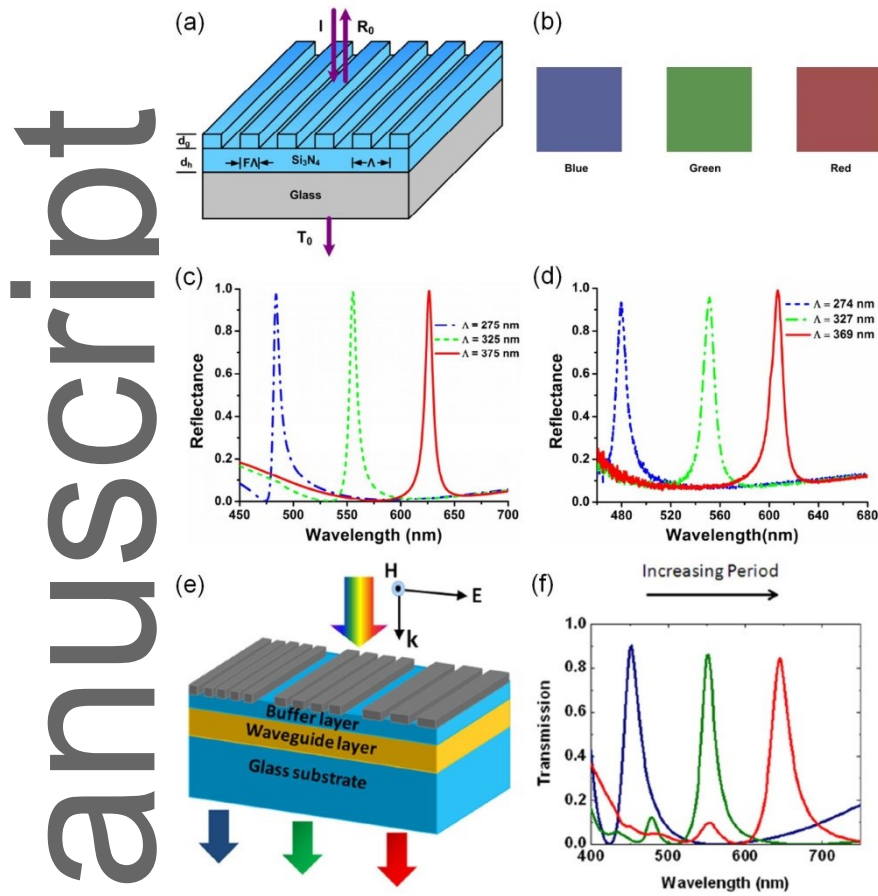 anuscript
(a)
I R₀
d_g
d_h
FΛ Si₃N₄ Λ
Glass
T₀
(b)
Blue Green Red
(c)
Reflectance
1.0
0.8
0.6
0.4
0.2
0.0
Λ = 275 nm
Λ = 325 nm
Λ = 375 nm
450 500 550 600 650 700
Wavelength (nm)
(d)
Reflectance
1.0
0.8
0.6
0.4
0.2
0.0
Λ = 274 nm
Λ = 327 nm
Λ = 369 nm
480 520 560 600 640 680
Wavelength(nm)
(e)
H
E
k
Buffer layer
Waveguide layer
Glass substrate
(f)
Increasing Period
Transmission
1.0
0.8
0.6
0.4
0.2
0.0
400 500 600 700
Wavelength (nm)